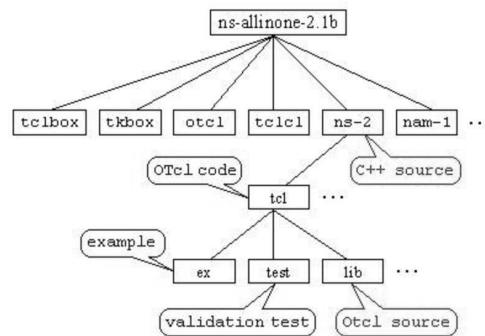 ns-allinone-2.1b
tclbox tkbox otcl tclcl ns-2 nam-1 ..
OTcl code
C++ source
tcl ...
example
ex test lib ...
validation test
Otcl source